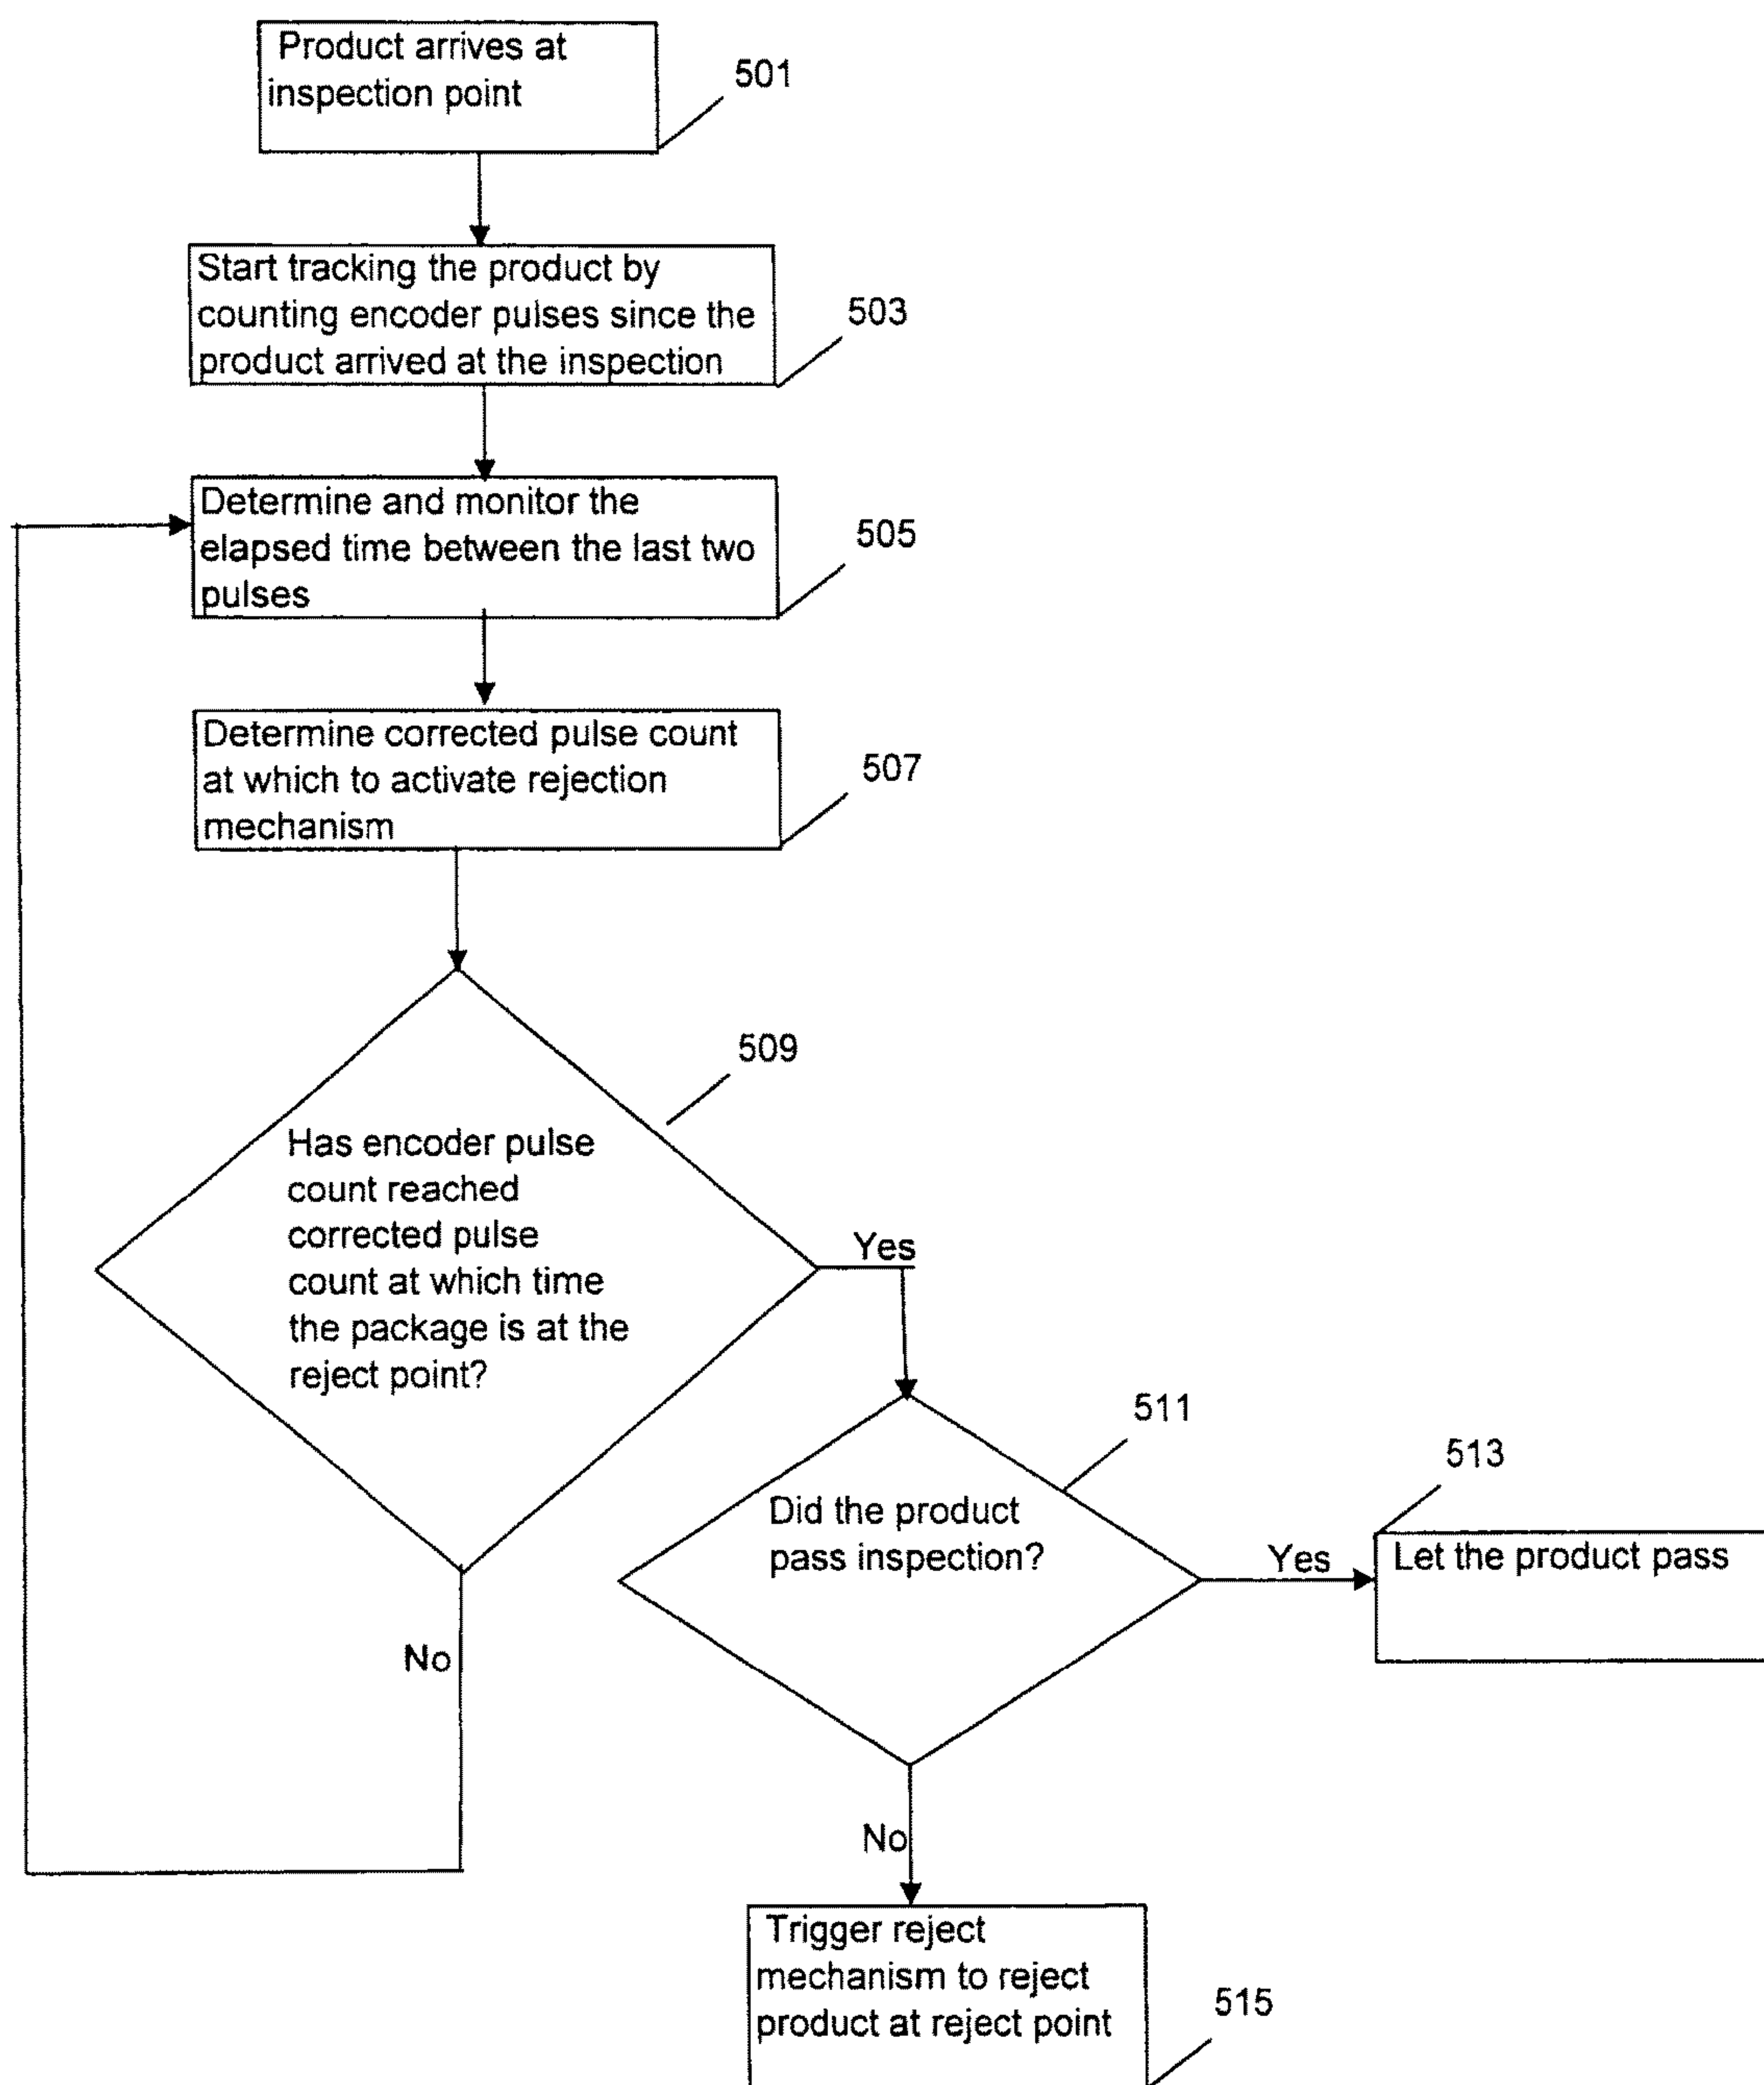 Product arrives at
inspection point
501
Start tracking the product by
counting encoder pulses since the
product arrived at the inspection
503
Determine and monitor the
elapsed time between the last two
pulses
505
Determine corrected pulse count
at which to activate rejection
mechanism
507
509
Has encoder pulse
count reached
corrected pulse
count at which time
the package is at the
reject point?
Yes
No
511
Did the product
pass inspection?
Yes
513
Let the product pass
No
Trigger reject
mechanism to reject
product at reject point
515